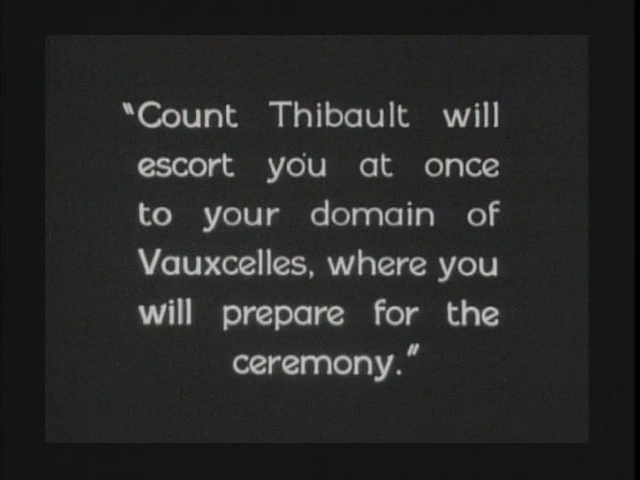 "Count Thibault will
escort you at once
to your domain of
Vauxcelles, where you
will prepare for the
ceremony."